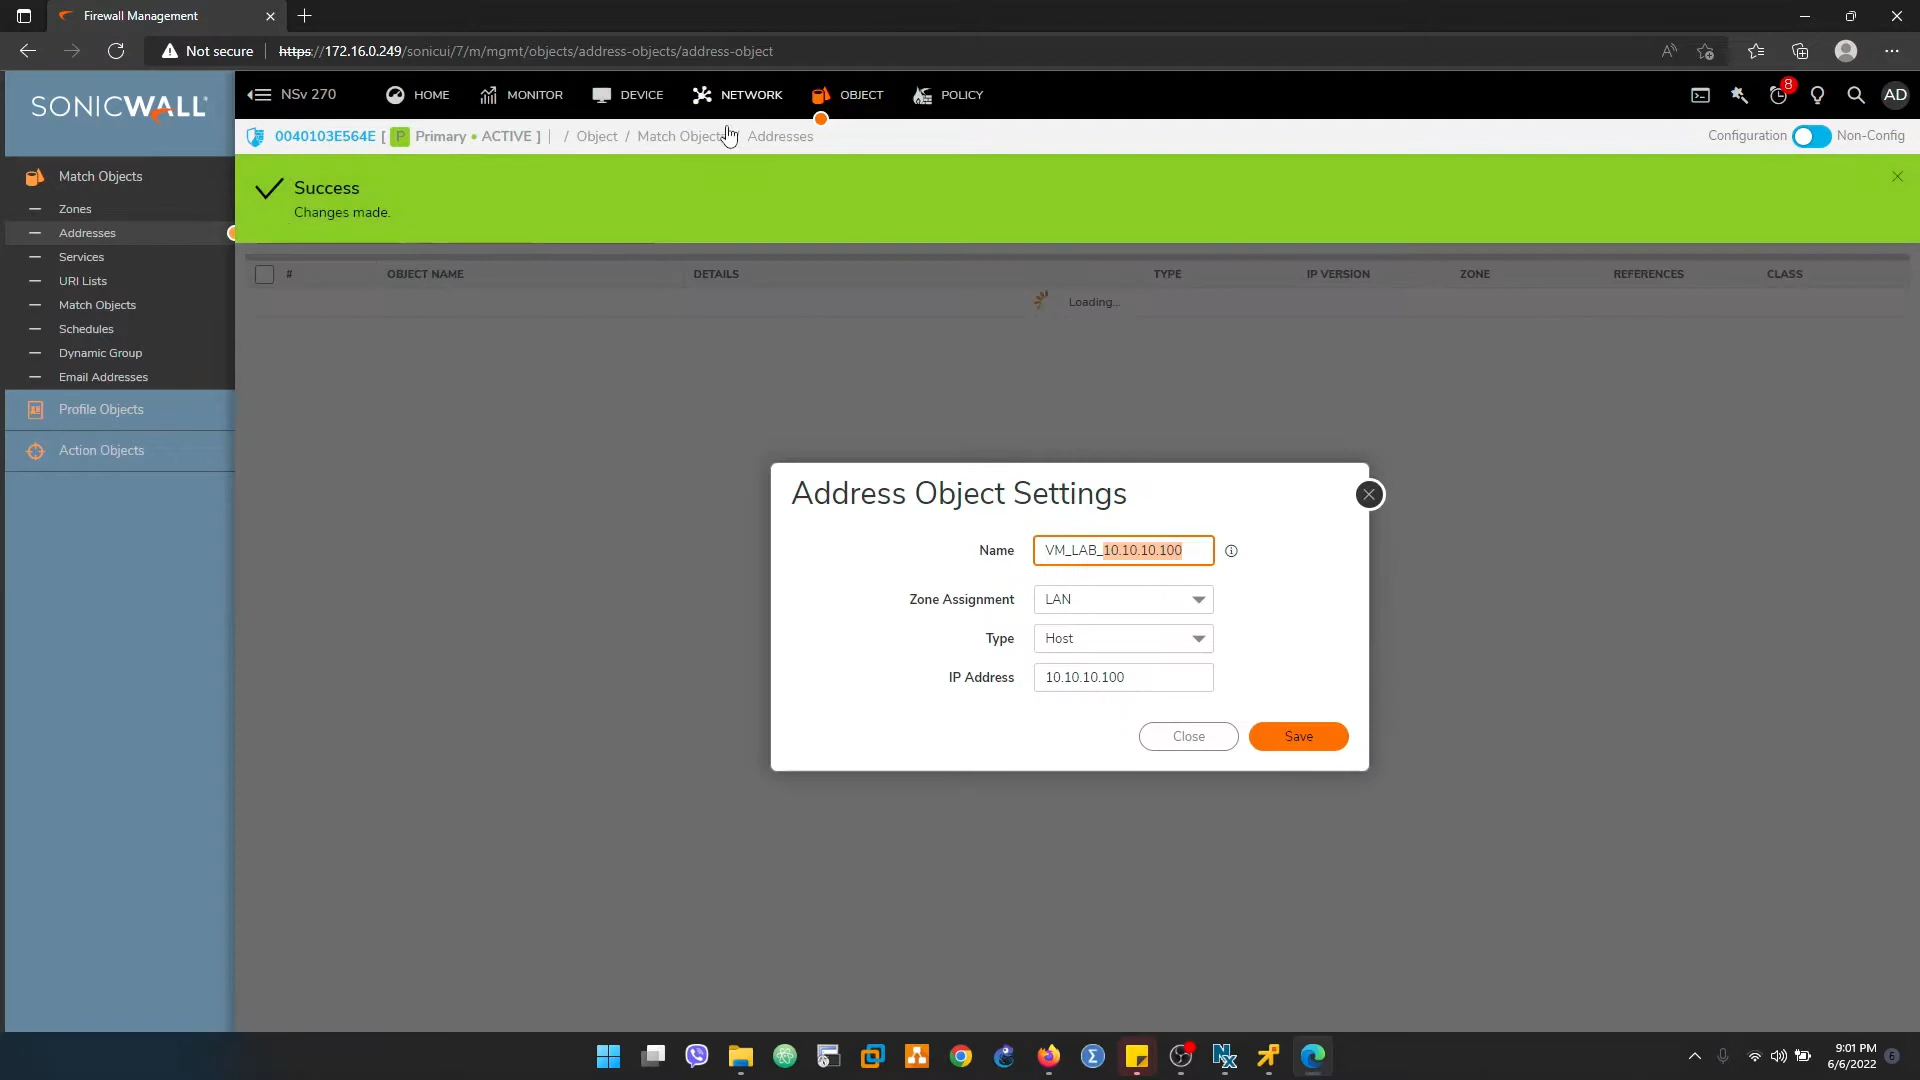 Firewall Management
Not secure
https://172.16.0.249/sonicui/7/m/mgmt/objects/address-objects/address-object
SONICWALL
NSv 270
HOME
MONITOR
DEVICE
NETWORK
OBJECT
POLICY
8
AD
0040103E564E [ P Primary • ACTIVE ] | / Object / Match Objects / Addresses
Configuration
Non-Config
Match Objects
Zones
Addresses
Services
URI Lists
Match Objects
Schedules
Dynamic Group
Email Addresses
Profile Objects
Action Objects
Success
Changes made.
# OBJECT NAME DETAILS TYPE IP VERSION ZONE REFERENCES CLASS
Loading...
Address Object Settings
Name VM_LAB_10.10.10.100
Zone Assignment LAN
Type Host
IP Address 10.10.10.100
Close
Save
9:01 PM
6/6/2022
6